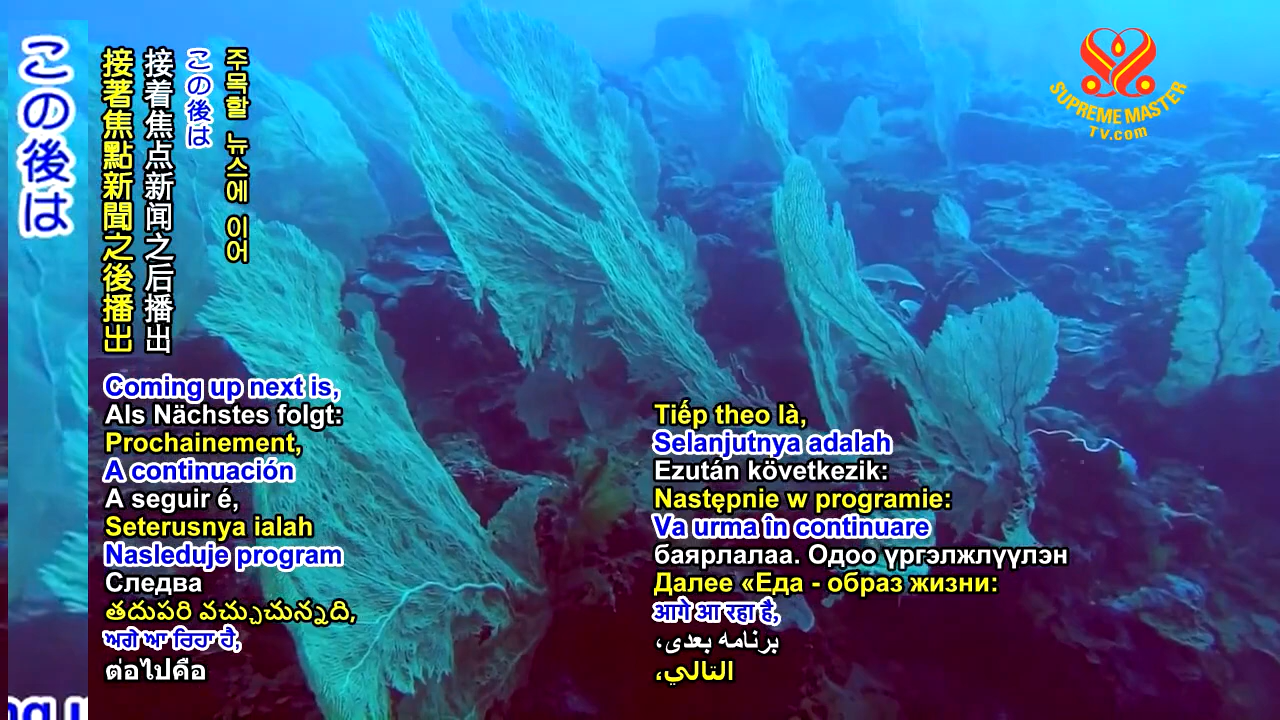 この後は
接著焦點新聞之後播出
接着焦点新闻之后播出
この後は
주목할 뉴스에 이어
SUPREME MASTER
TV.com
Coming up next is,
Als Nächstes folgt:
Prochainement,
A continuación
A seguir é,
Seterusnya ialah
Nasleduje program
Следва
తదుపరి వచ్చుచున్నది,
ਅਗੇ ਆ ਰਿਹਾ ਹੈ,
ต่อไปคือ
Tiếp theo là,
Selanjutnya adalah
Ezután következik:
Następnie w programie:
Va urma în continuare
баярлалаа. Одоо үргэлжлүүлэн
Далее «Еда - образ жизни:
आगे आ रहा है,
برنامه بعدی،
التالي،